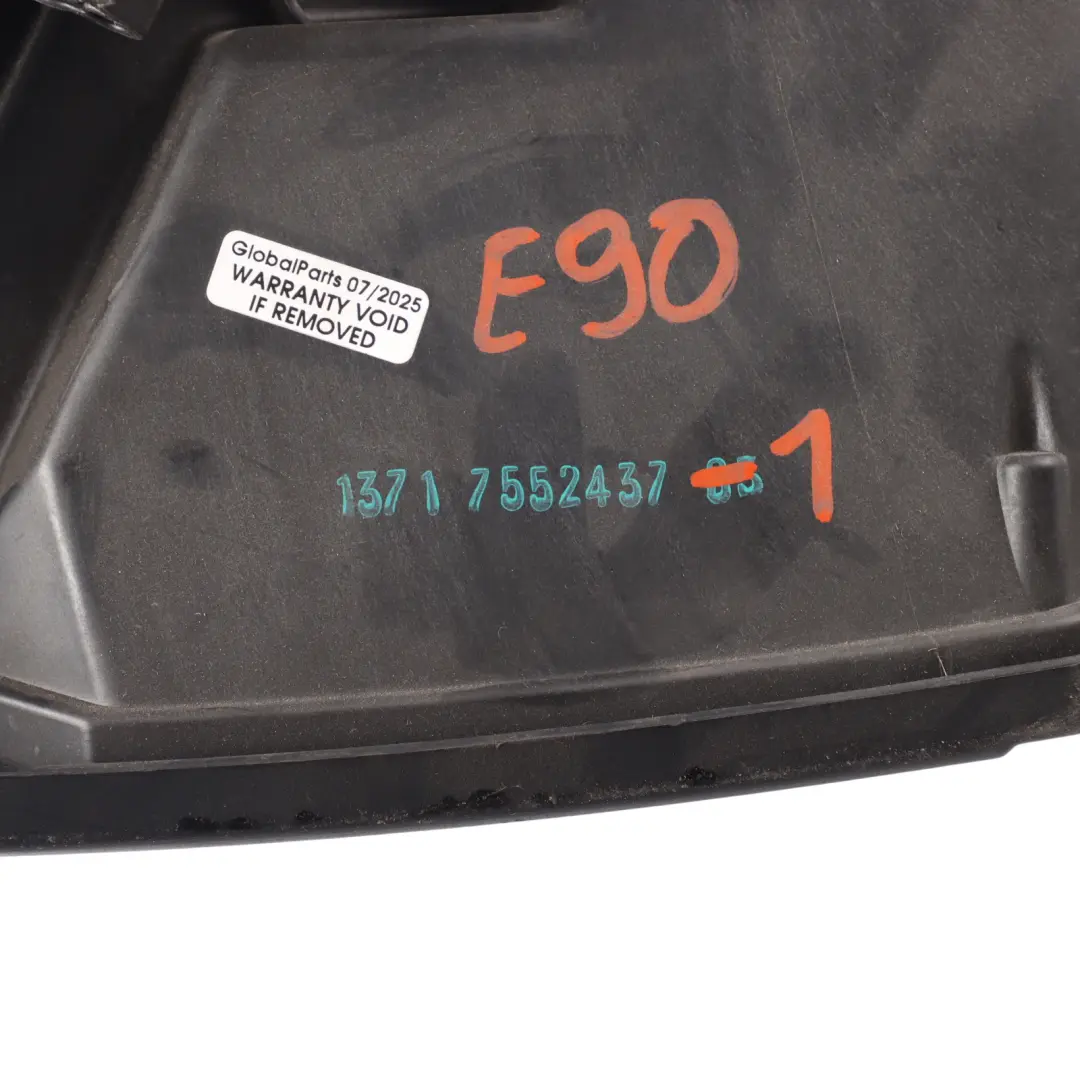 GlobalParts 07/2025
WARRANTY VOID
IF REMOVED
E90
1371 7552437 -1